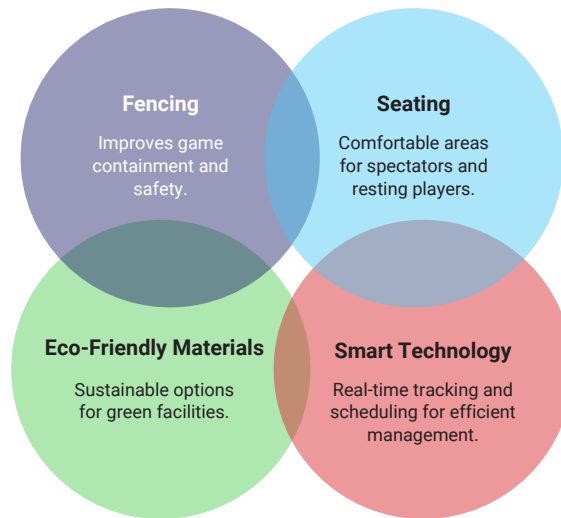 Fencing
Improves game
containment and
safety.
Seating
Comfortable areas
for spectators and
resting players.
Eco-Friendly Materials
Sustainable options
for green facilities.
Smart Technology
Real-time tracking and
scheduling for efficient
management.